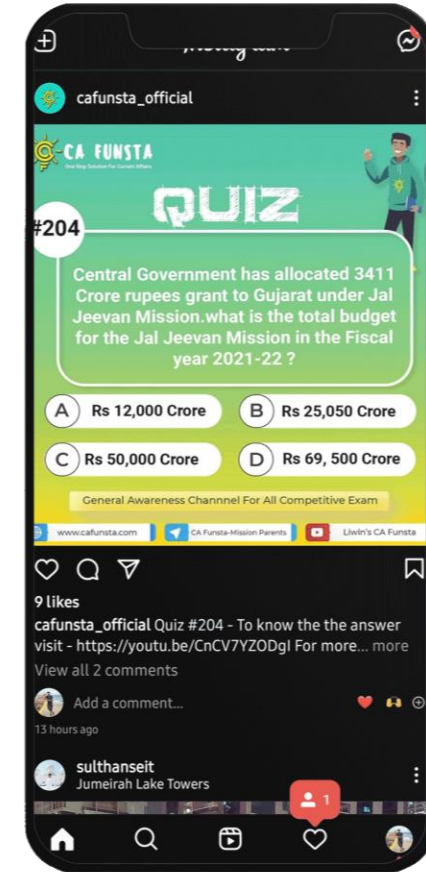 cafunsta_official
CA FUNSTA
One Stop Solution For Current Affairs
QUIZ
#204
Central Government has allocated 3411
Crore rupees grant to Gujarat under Jal
Jeevan Mission.what is the total budget
for the Jal Jeevan Mission in the Fiscal
year 2021-22 ?
A Rs 12,000 Crore
B Rs 25,050 Crore
C Rs 50,000 Crore
D Rs 69, 500 Crore
General Awareness Channnel For All Competitive Exam
www.cafunsta.com
CA Funsta-Mission Parents
Liwin's CA Funsta
9 likes
cafunsta_official Quiz #204 - To know the the answer
visit - https://youtu.be/CnCV7YZODgI For more... more
View all 2 comments
Add a comment...
13 hours ago
sulthanseit
Jumeirah Lake Towers
1